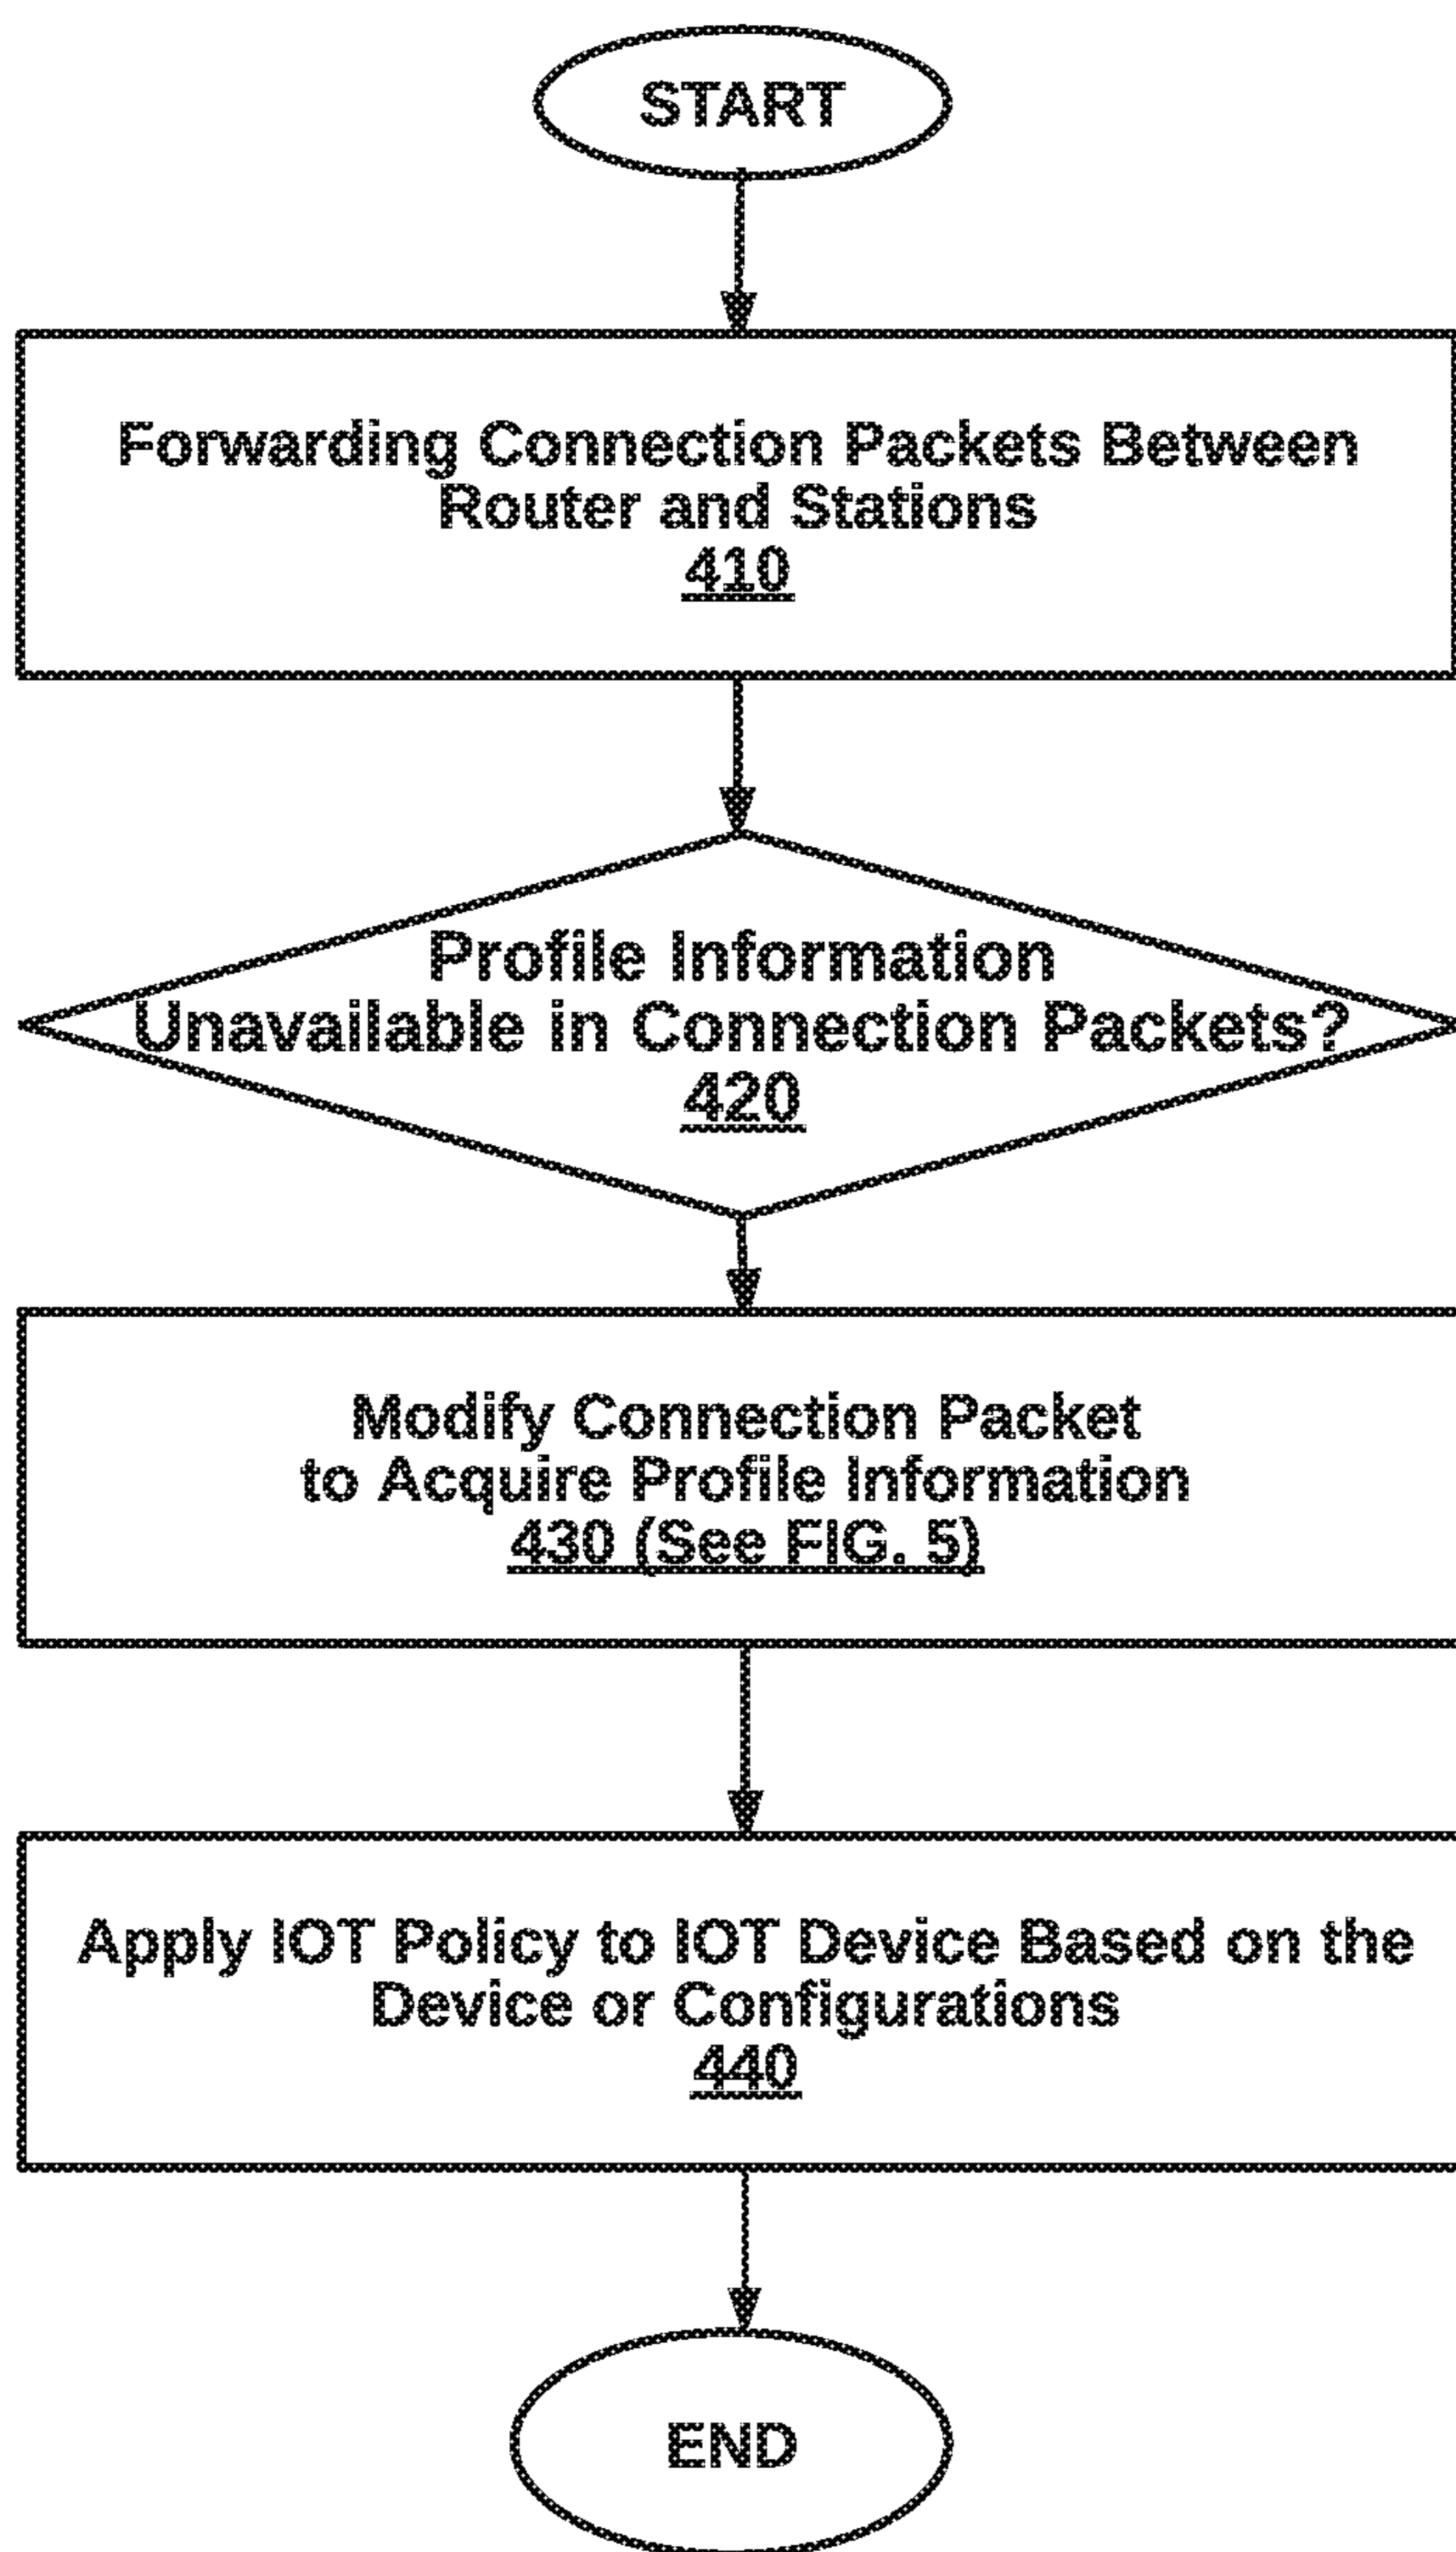 START
Forwarding Connection Packets Between
Router and Stations
410
Profile Information
Unavailable in Connection Packets?
420
Modify Connection Packet
to Acquire Profile Information
430 (See FIG. 5)
Apply IOT Policy to IOT Device Based on the
Device or Configurations
440
END